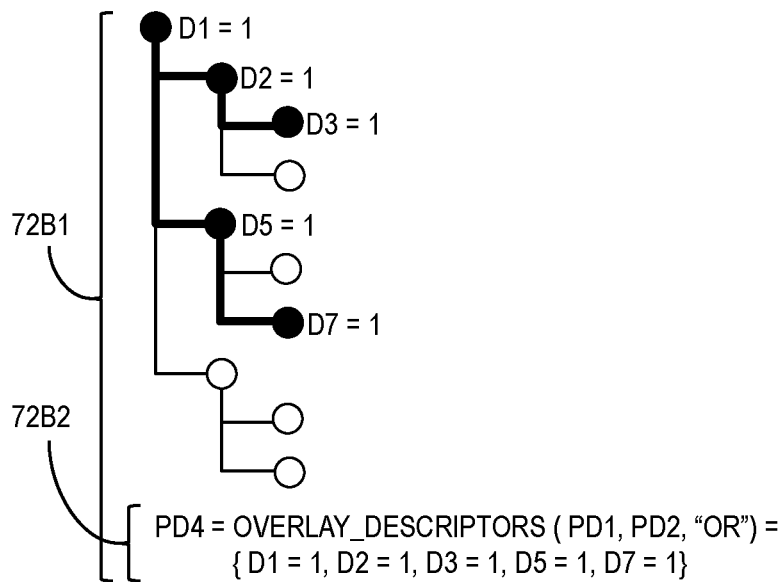 D1 = 1
D2 = 1
D3 = 1
72B1
D5 = 1
D7 = 1
72B2
PD4 = OVERLAY_DESCRIPTORS ( PD1, PD2, “OR”) =
{ D1 = 1, D2 = 1, D3 = 1, D5 = 1, D7 = 1}